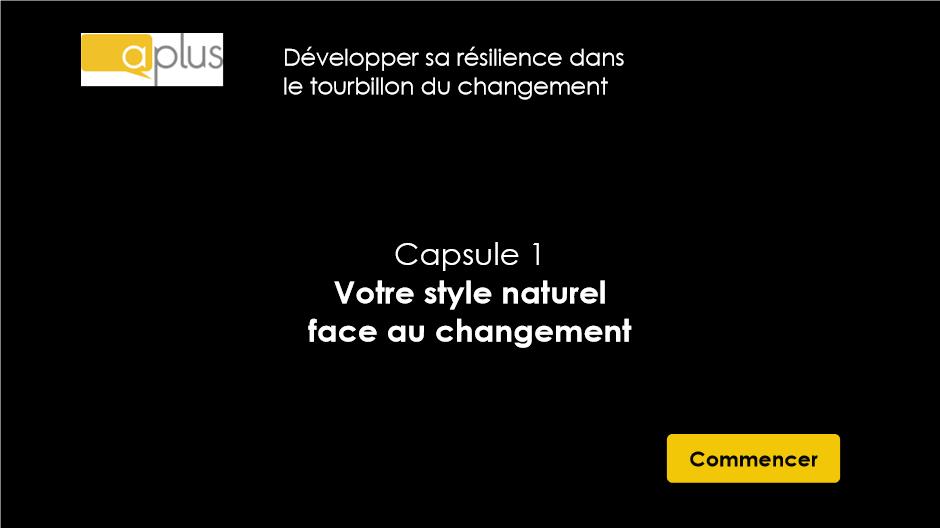 aplus
Développer sa résilience dans
le tourbillon du changement
Capsule 1
Votre style naturel
face au changement
Commencer